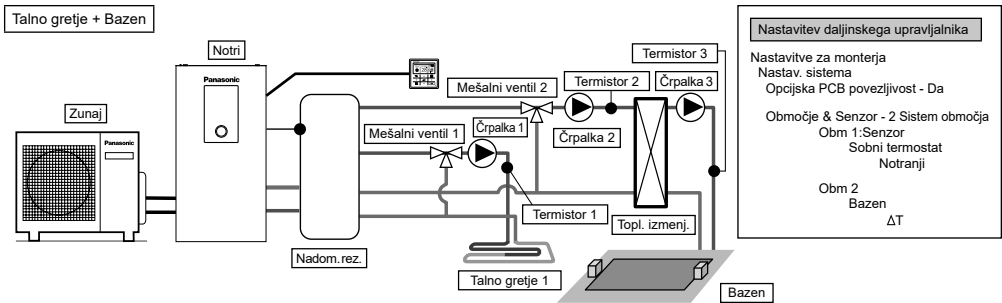 Talno gretje + Bazen
Zunaj
Panasonic
Notri
Panasonic
Nadom.rez.
Mešalni ventil 1
Črpalka 1
Mešalni ventil 2
Termistor 2
Črpalka 2
Termistor 3
Črpalka 3
Termistor 1
Topl. izmenj.
Talno gretje 1
Bazen
Nastavitev daljinskega upravljalnika
Nastavitve za monterja
Nastav. sistema
Opcijska PCB povezljivost - Da
Območje & Senzor - 2 Sistem območja
Obm 1:Senzor
Sobni termostat
Notranji
Obm 2
Bazen
ΔT